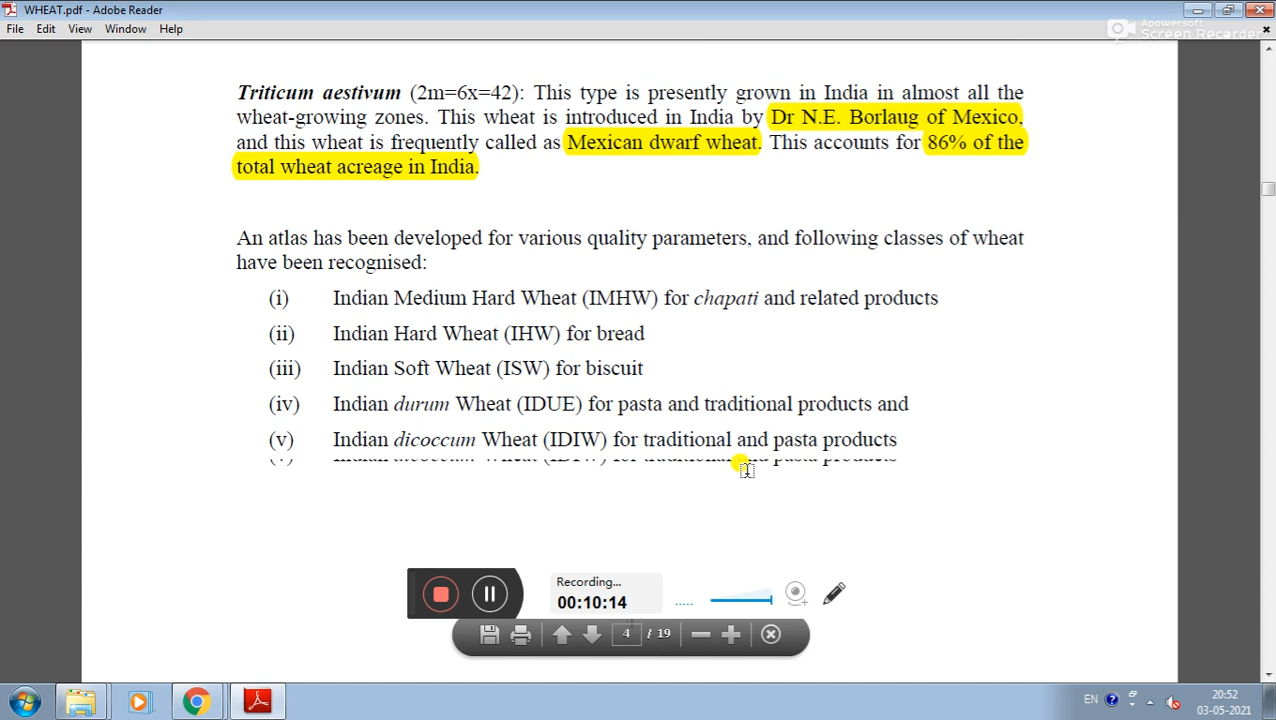 WHEAT.pdf - Adobe Reader
File Edit View Window Help
Apowersoft
Screen Recorder
Triticum aestivum (2m=6x=42): This type is presently grown in India in almost all the
wheat-growing zones. This wheat is introduced in India by Dr N.E. Borlaug of Mexico,
and this wheat is frequently called as Mexican dwarf wheat. This accounts for 86% of the
total wheat acreage in India.
An atlas has been developed for various quality parameters, and following classes of wheat
have been recognised:
(i) Indian Medium Hard Wheat (IMHW) for chapati and related products
(ii) Indian Hard Wheat (IHW) for bread
(iii) Indian Soft Wheat (ISW) for biscuit
(iv) Indian durum Wheat (IDUE) for pasta and traditional products and
(v) Indian dicoccum Wheat (IDIW) for traditional and pasta products
Recording...
00:10:14
4 / 19
EN
20:52
03-05-2021